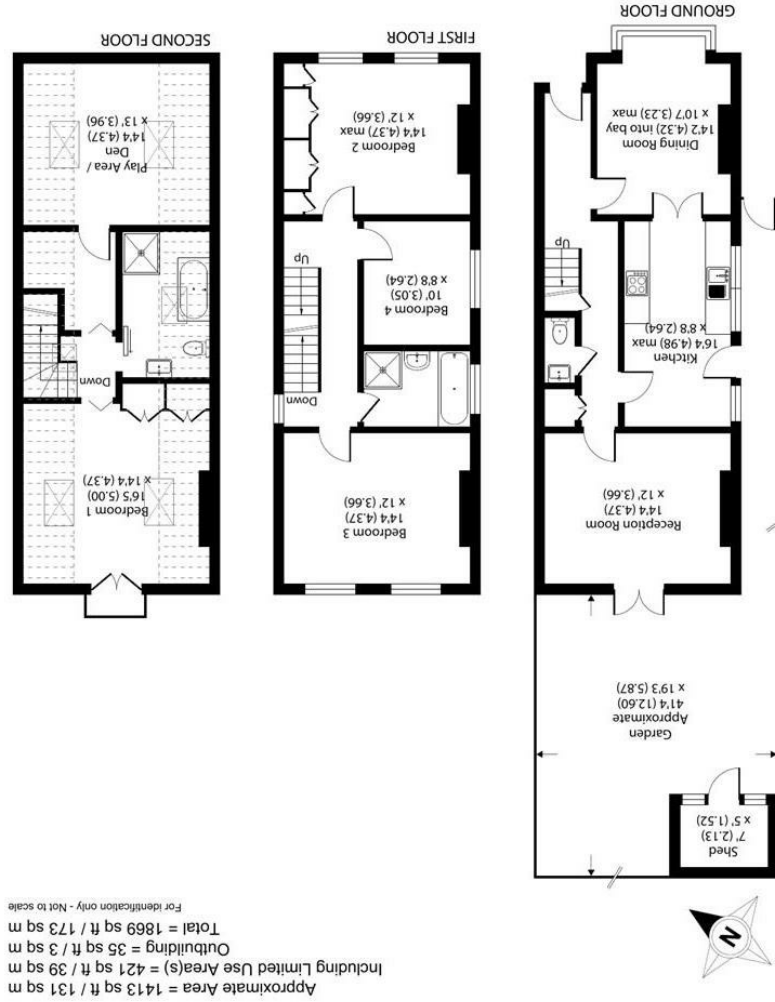 Approximate Area = 1413 sq ft / 131 sq m
Including Limited Use Area(s) = 421 sq ft / 39 sq m
Outbuilding = 35 sq ft / 3 sq m
Total = 1869 sq ft / 173 sq m
For identification only - Not to scale
N
Shed
7' (2.13)
x 5' (1.52)
Garden
Approximate
41'4 (12.60)
x 19'3 (5.87)
Reception Room
14'4 (4.37)
x 12' (3.66)
Kitchen
16'4 (4.98) max
x 8'8 (2.64)
Up
Dining Room
14'2 (4.32) into bay
x 10'7 (3.23) max
GROUND FLOOR
Bedroom 3
14'4 (4.37)
x 12' (3.66)
Down
Bedroom 4
10' (3.05)
x 8'8 (2.64)
Up
Bedroom 2
14'4 (4.37) max
x 12' (3.66)
FIRST FLOOR
Bedroom 1
16'5 (5.00)
x 14'4 (4.37)
Down
Play Area /
Den
14'4 (4.37)
x 13' (3.96)
SECOND FLOOR